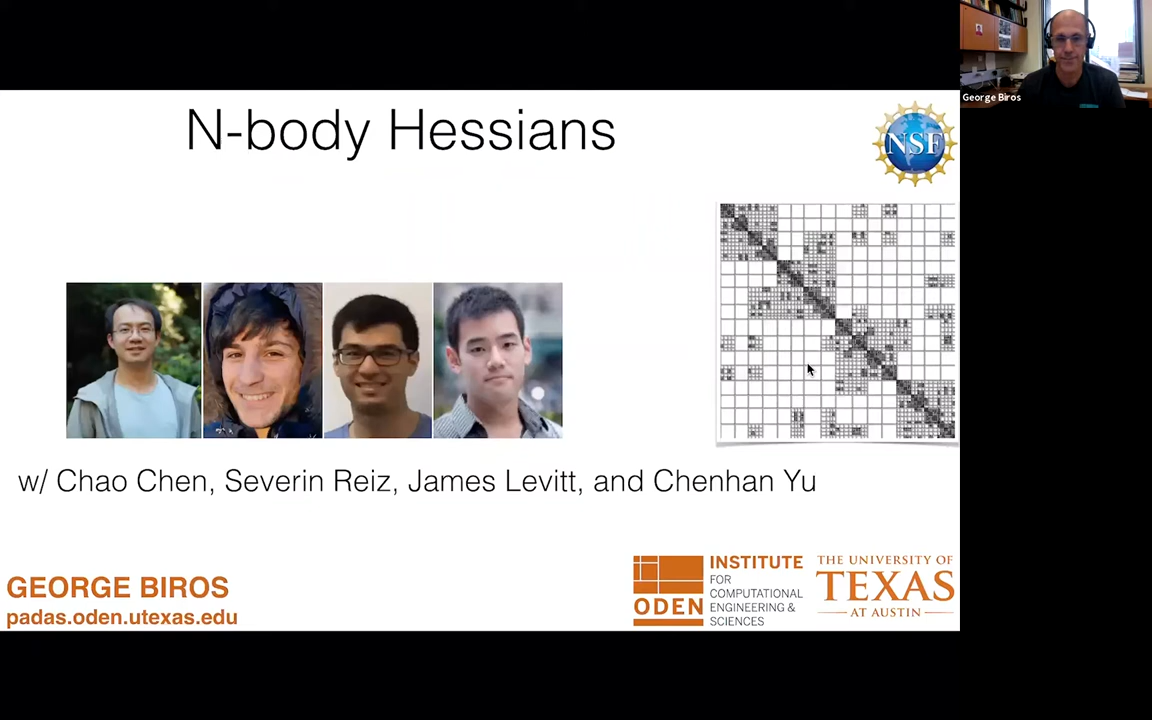 N-body Hessians
NSF
George Biros
w/ Chao Chen, Severin Reiz, James Levitt, and Chenhan Yu
GEORGE BIROS
padas.oden.utexas.edu
ODEN
INSTITUTE
FOR
COMPUTATIONAL
ENGINEERING &
SCIENCES
THE UNIVERSITY OF
TEXAS
AT AUSTIN